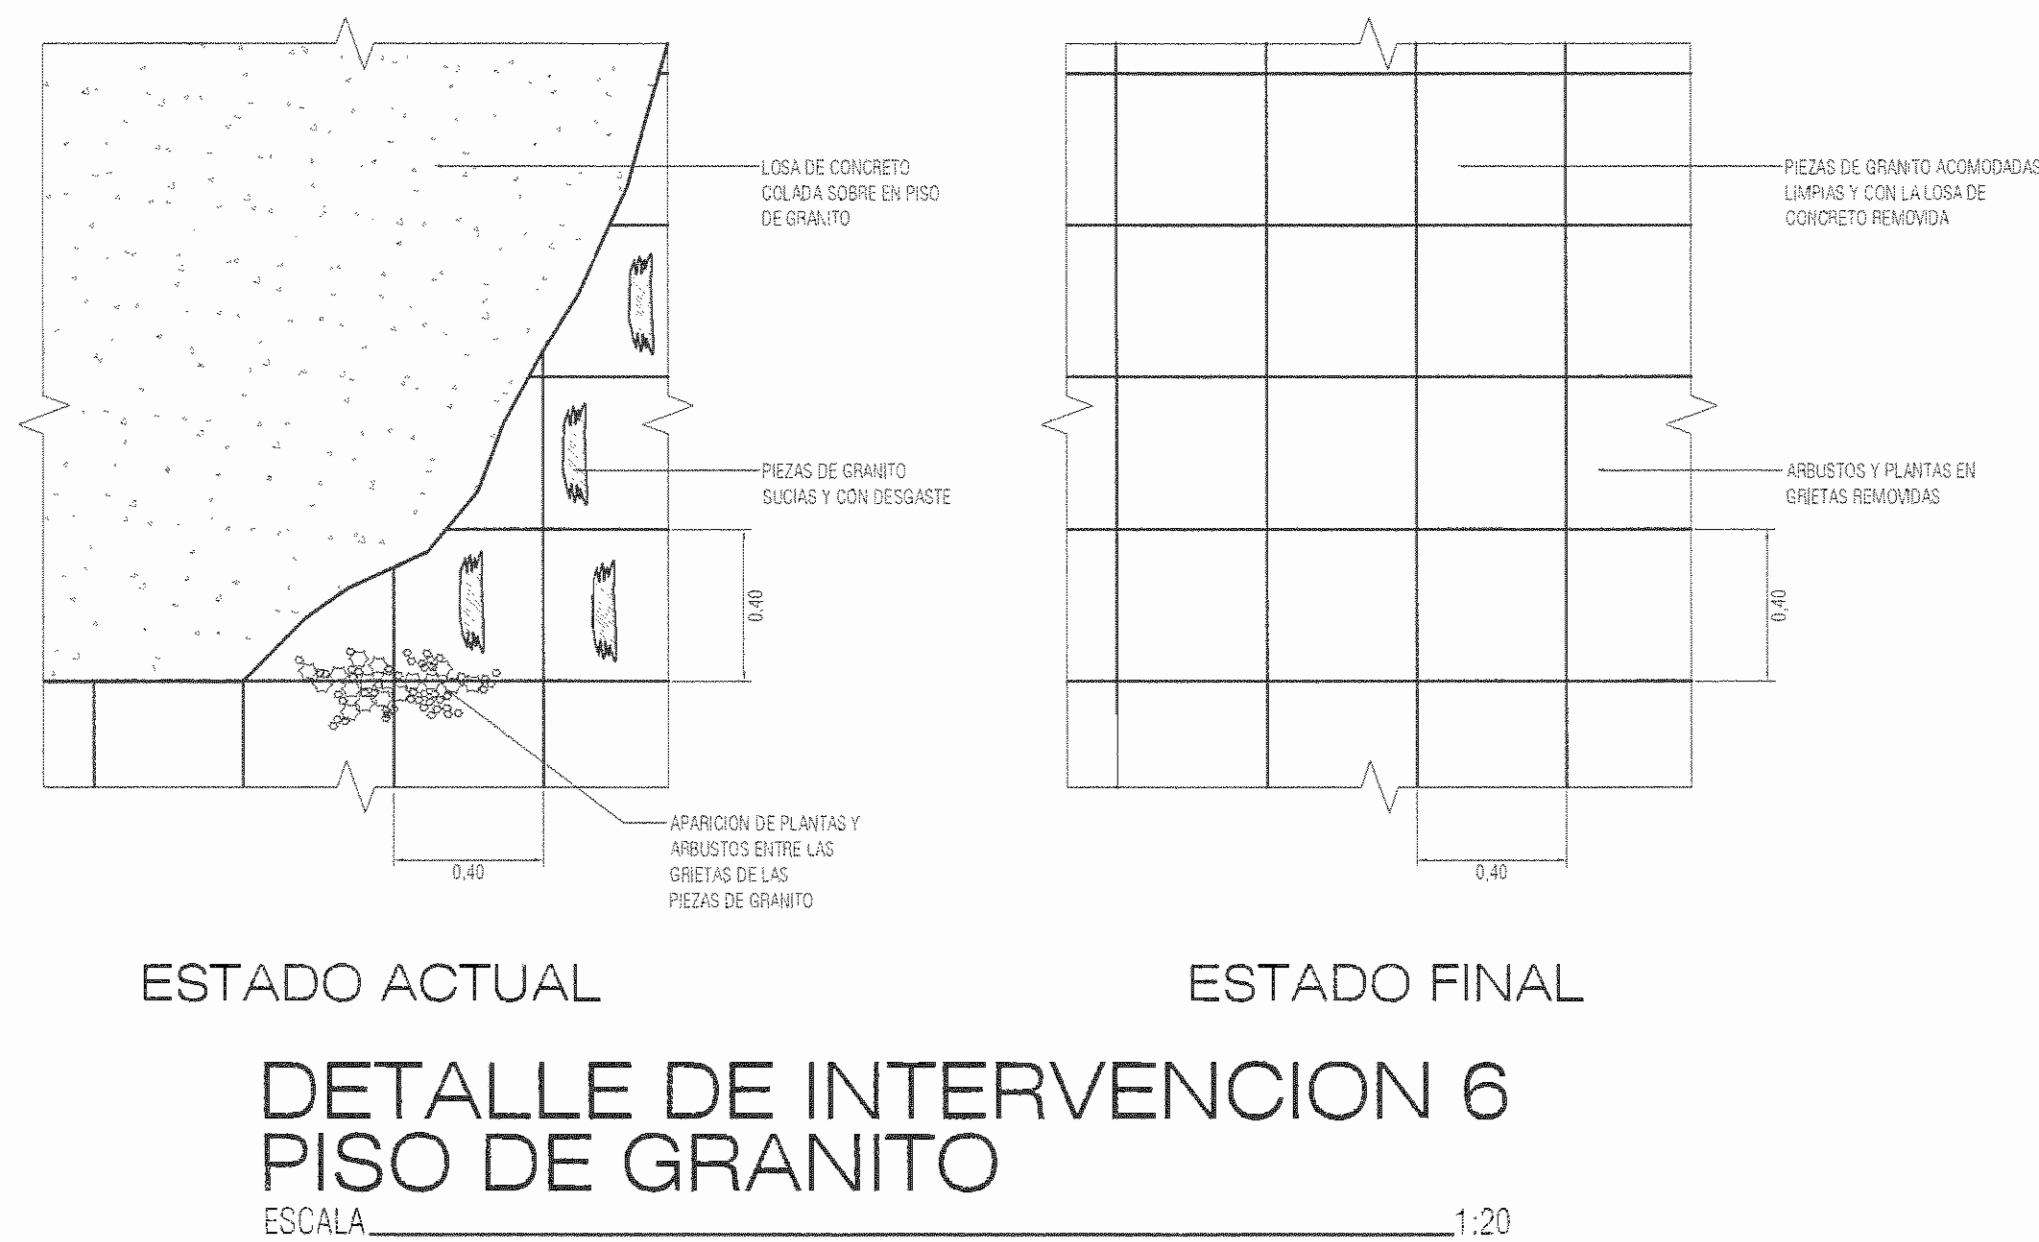 LOSA DE CONCRETO
COLADA SOBRE EN PISO
DE GRANITO
PIEZAS DE GRANITO
SUCIAS Y CON DESGASTE
0.40
APARICION DE PLANTAS Y
ARBUSTOS ENTRE LAS
GRIETAS DE LAS
PIEZAS DE GRANITO
0,40
PIEZAS DE GRANITO ACOMODADAS
LIMPIAS Y CON LA LOSA DE
CONCRETO REMOVIDA
ARBUSTOS Y PLANTAS EN
GRIETAS REMOVIDAS
0,40
0,40
ESTADO ACTUAL
ESTADO FINAL
DETALLE DE INTERVENCION 6
PISO DE GRANITO
ESCALA 1:20